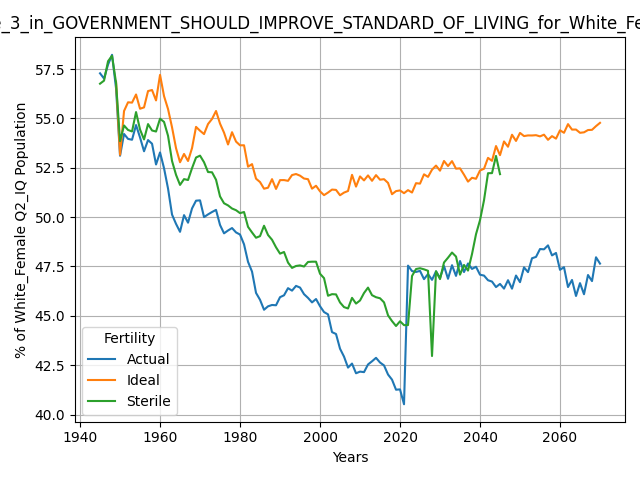 _3_in_GOVERNMENT_SHOULD_IMPROVE_STANDARD_OF_LIVING_for_White_Fe
57.5
55.0
52.5
50.0
47.5
45.0
42.5
40.0
% of White_Female Q2_IQ Population
Fertility
Actual
Ideal
Sterile
1940
1960
1980
2000
2020
2040
2060
Years